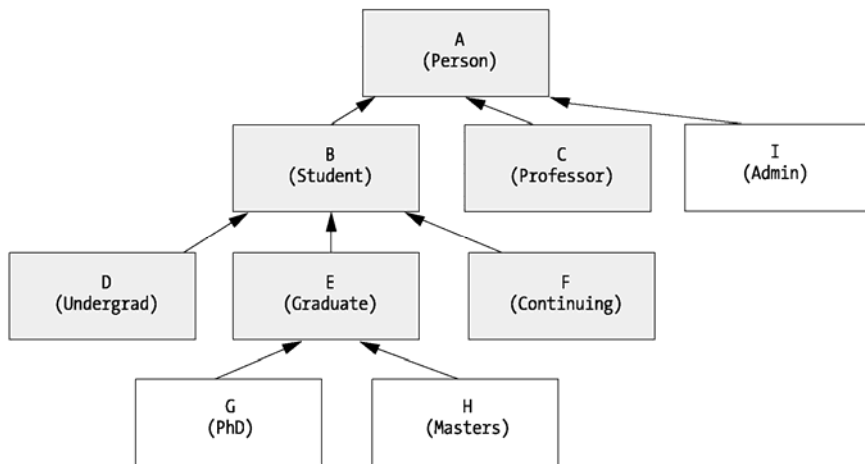 A
(Person)
B
(Student)
C
(Professor)
I
(Admin)
D
(Undergrad)
E
(Graduate)
F
(Continuing)
G
(PhD)
H
(Masters)